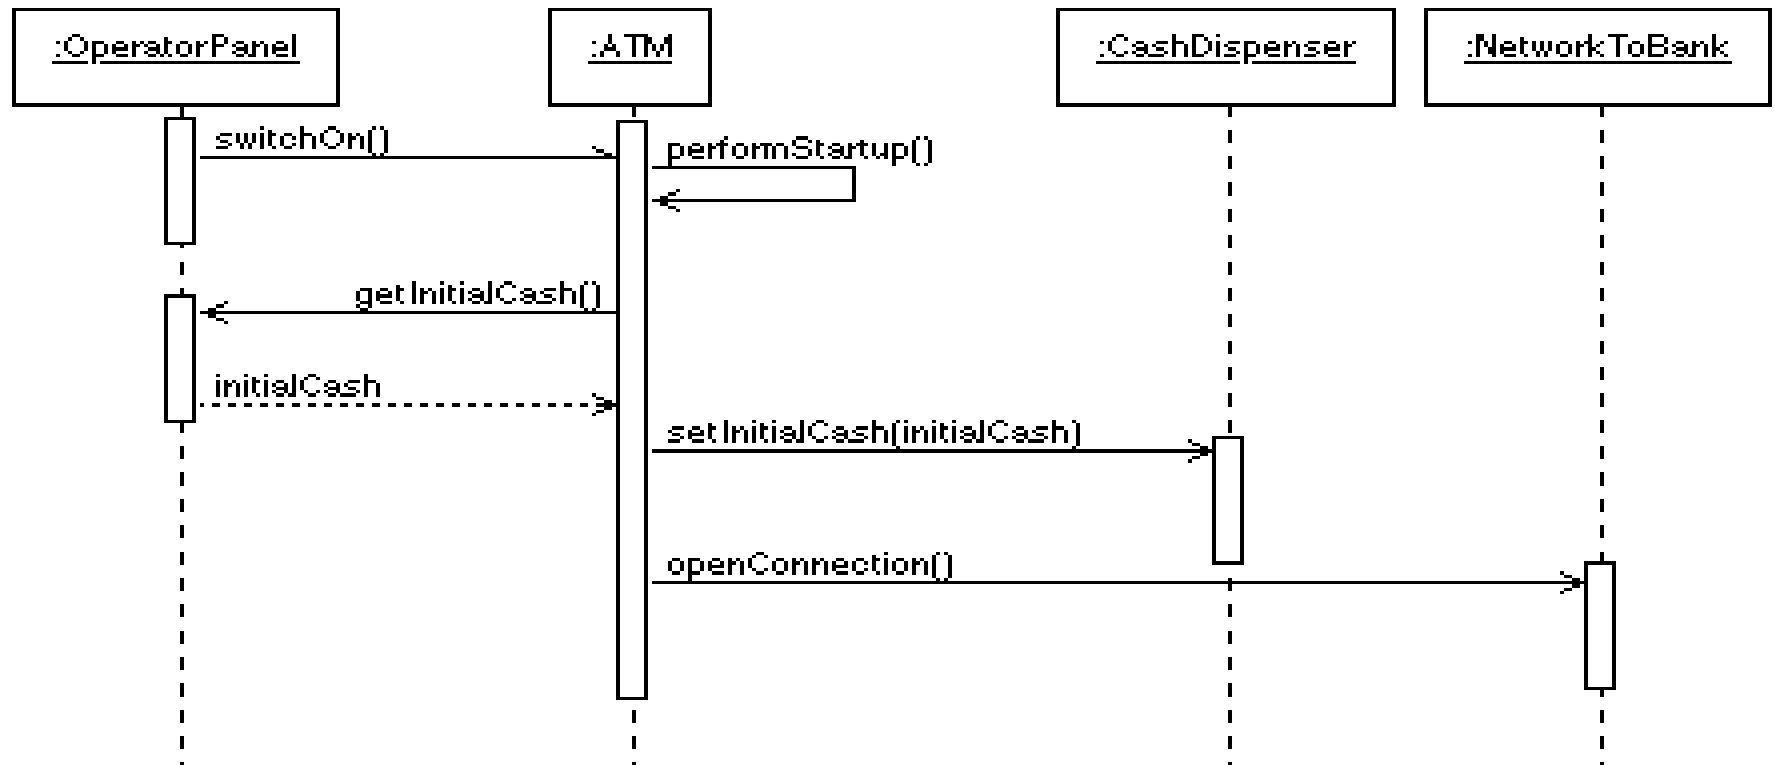 :OperatorPanel
:ATM
:CashDispenser
:NetworkToBank
switchOn()
performStartup()
getInitialCash()
initialCash
setInitialCash(initialCash)
openConnection()